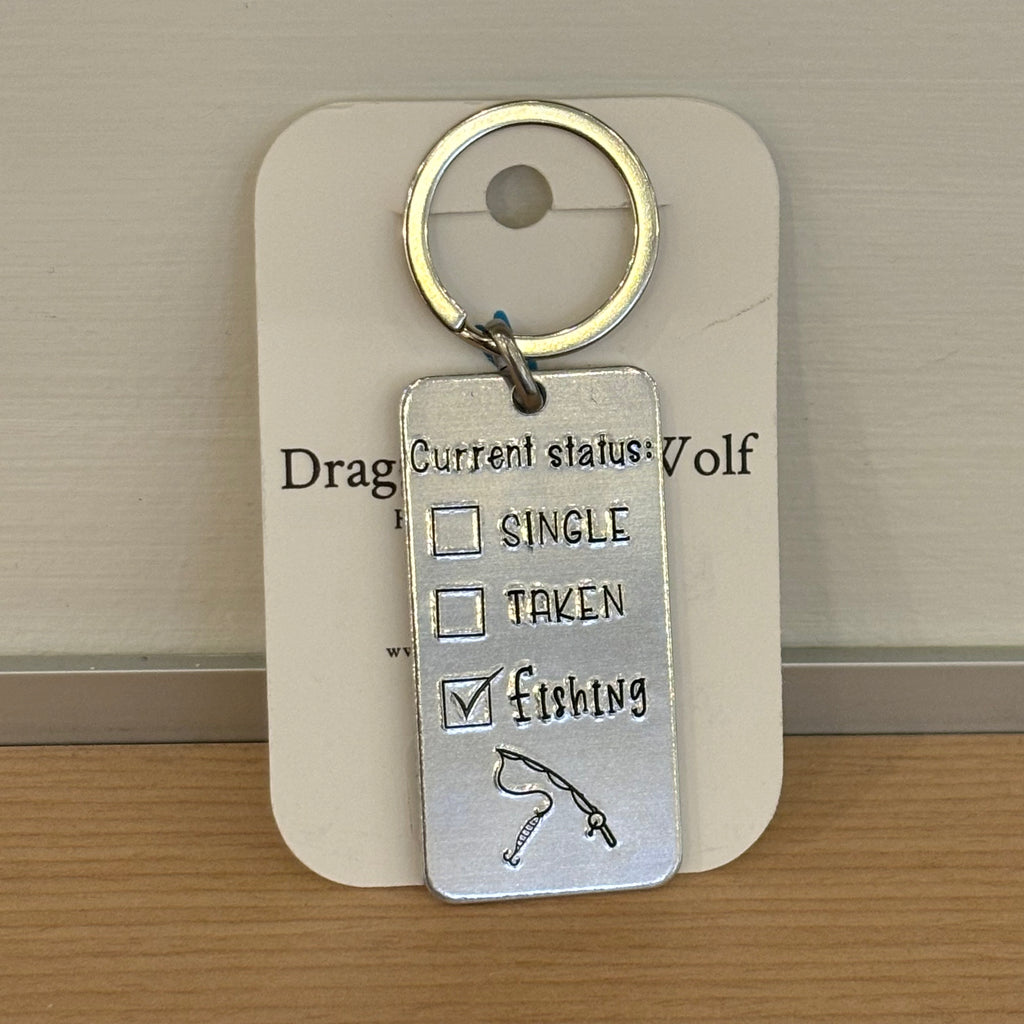 Current status:
SINGLE
TAKEN
fishing